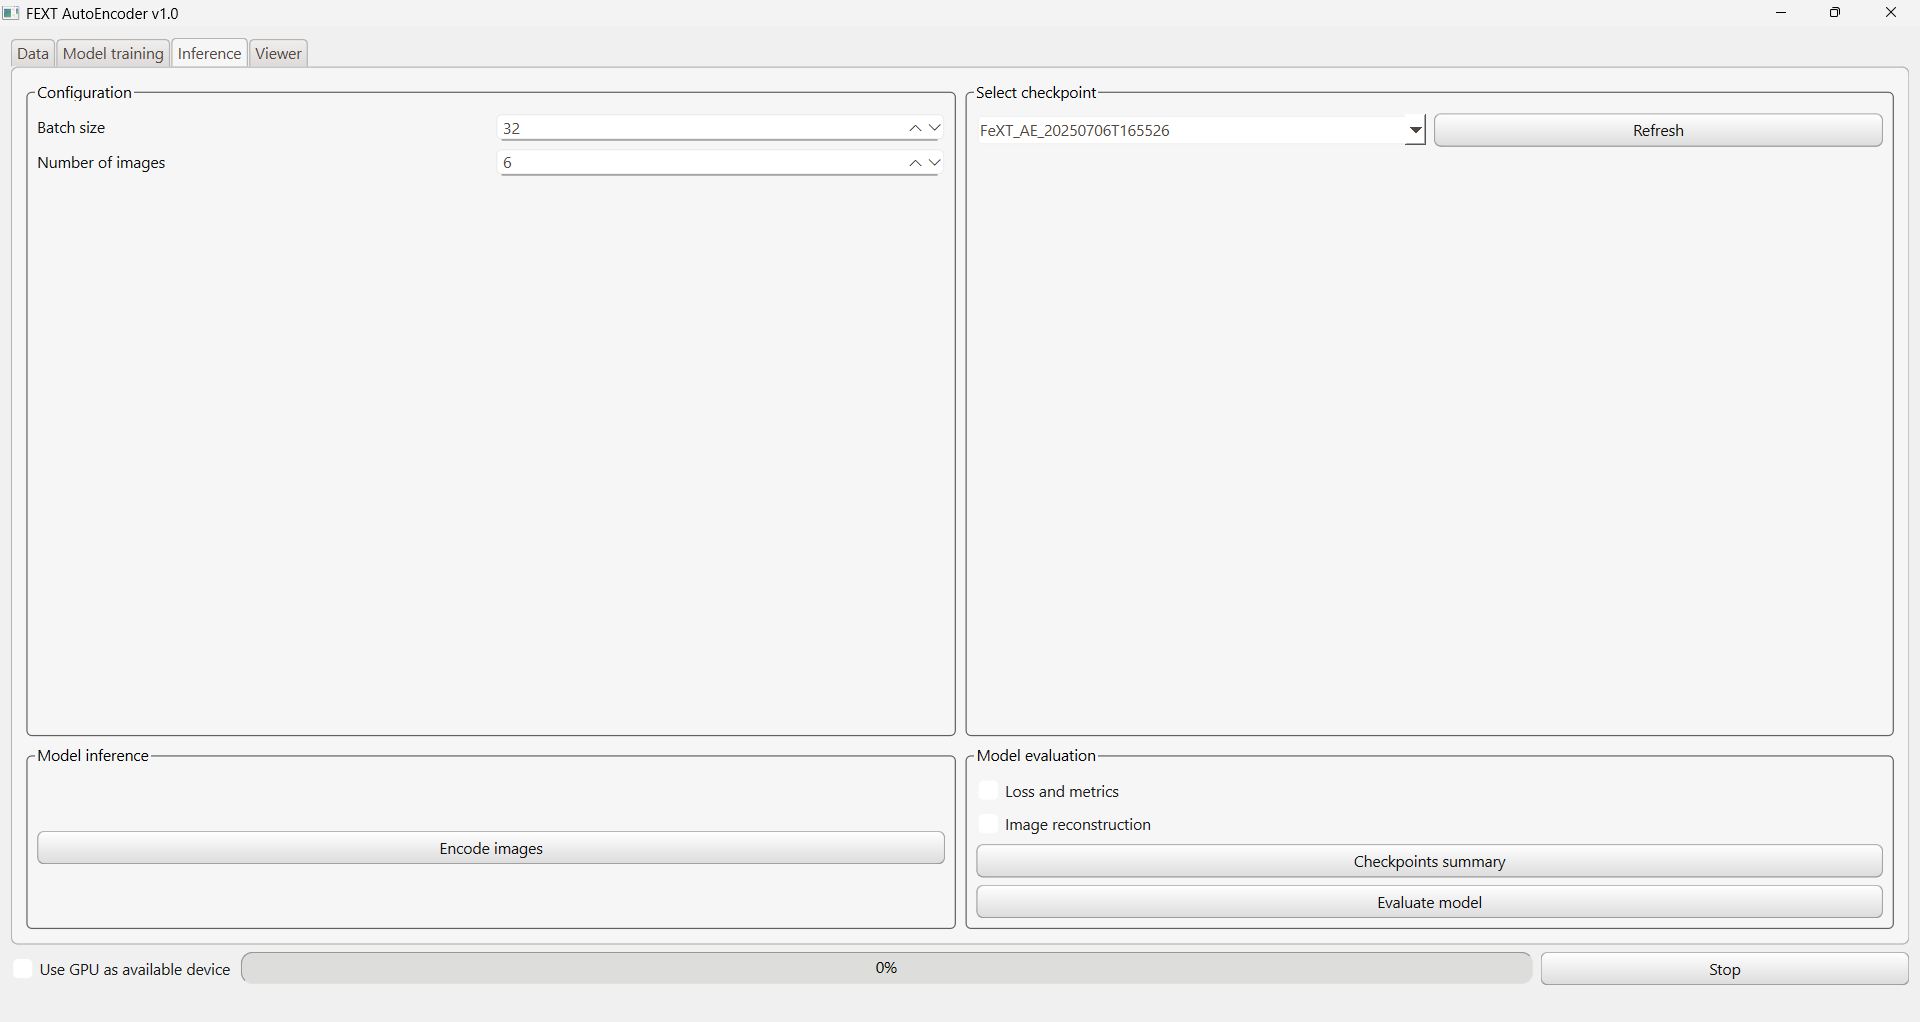 FEXT AutoEncoder v1.0
Data Model training Inference Viewer
Configuration
Batch size 32
Number of images 6
Select checkpoint
FeXT_AE_20250706T165526 Refresh
Model inference
Encode images
Model evaluation
Loss and metrics
Image reconstruction
Checkpoints summary
Evaluate model
Use GPU as available device 0% Stop